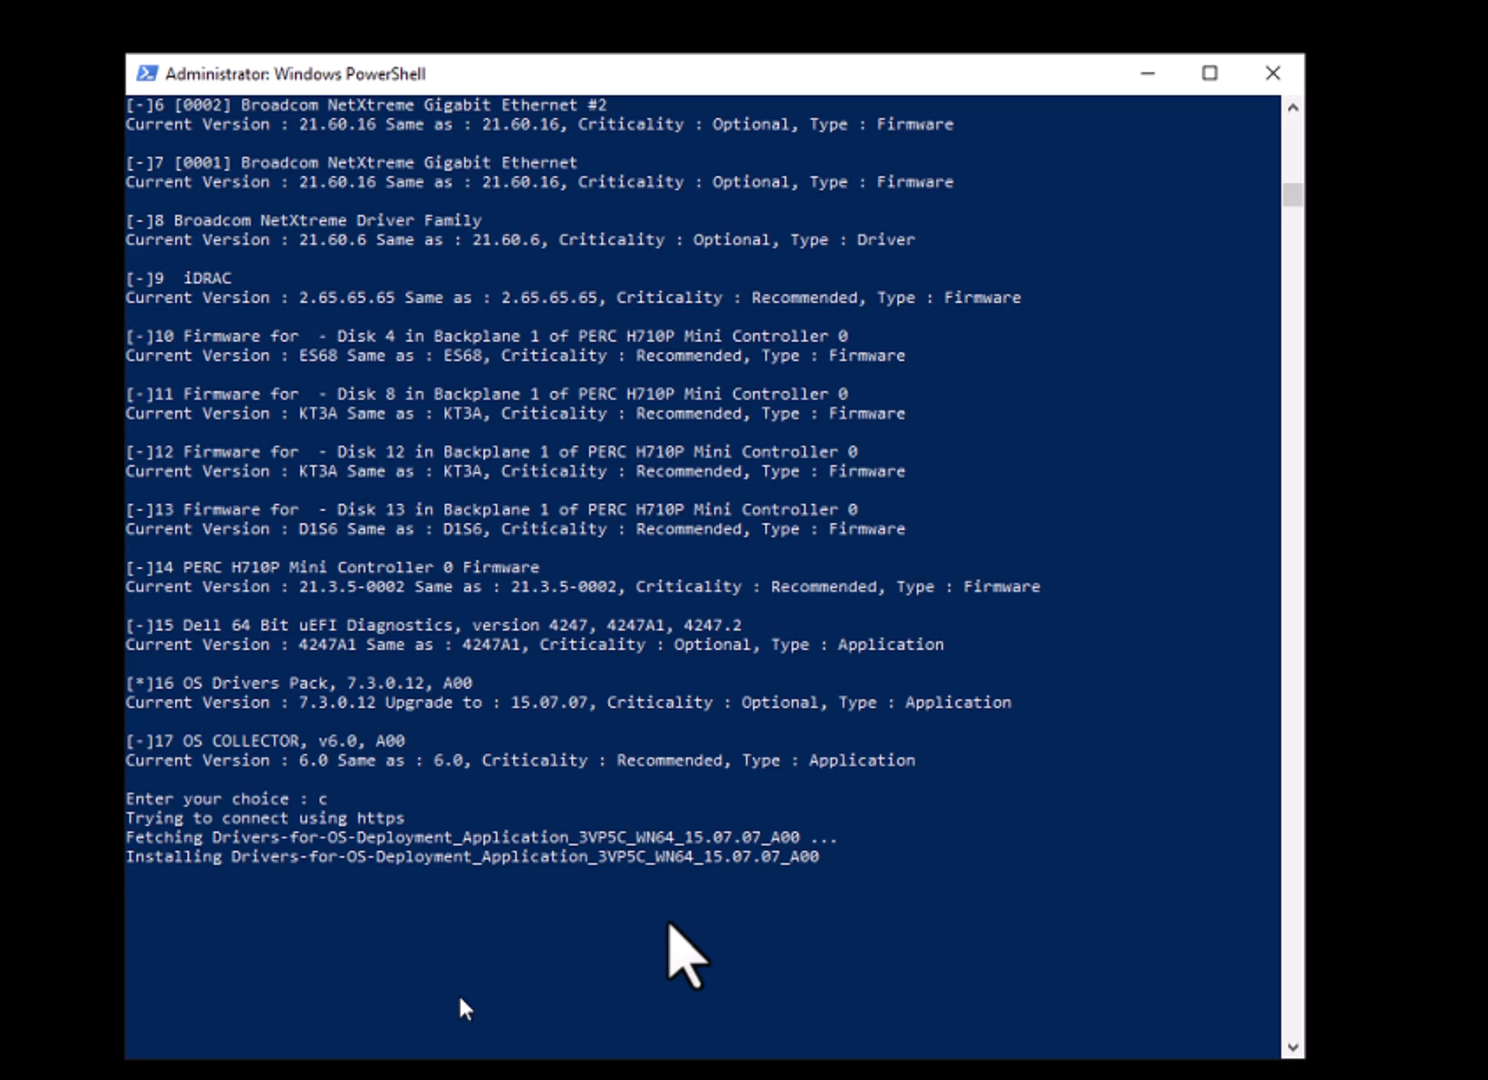 Administrator: Windows PowerShell
[-]6 [0002] Broadcom NetXtreme Gigabit Ethernet #2
Current Version : 21.60.16 Same as : 21.60.16, Criticality : Optional, Type : Firmware
[-]7 [0001] Broadcom NetXtreme Gigabit Ethernet
Current Version : 21.60.16 Same as : 21.60.16, Criticality : Optional, Type : Firmware
[-]8 Broadcom NetXtreme Driver Family
Current Version : 21.60.6 Same as : 21.60.6, Criticality : Optional, Type : Driver
[-]9  iDRAC
Current Version : 2.65.65.65 Same as : 2.65.65.65, Criticality : Recommended, Type : Firmware
[-]10 Firmware for  - Disk 4 in Backplane 1 of PERC H710P Mini Controller 0
Current Version : ES68 Same as : ES68, Criticality : Recommended, Type : Firmware
[-]11 Firmware for  - Disk 8 in Backplane 1 of PERC H710P Mini Controller 0
Current Version : KT3A Same as : KT3A, Criticality : Recommended, Type : Firmware
[-]12 Firmware for  - Disk 12 in Backplane 1 of PERC H710P Mini Controller 0
Current Version : KT3A Same as : KT3A, Criticality : Recommended, Type : Firmware
[-]13 Firmware for  - Disk 13 in Backplane 1 of PERC H710P Mini Controller 0
Current Version : D1S6 Same as : D1S6, Criticality : Recommended, Type : Firmware
[-]14 PERC H710P Mini Controller 0 Firmware
Current Version : 21.3.5-0002 Same as : 21.3.5-0002, Criticality : Recommended, Type : Firmware
[-]15 Dell 64 Bit uEFI Diagnostics, version 4247, 4247A1, 4247.2
Current Version : 4247A1 Same as : 4247A1, Criticality : Optional, Type : Application
[*]16 OS Drivers Pack, 7.3.0.12, A00
Current Version : 7.3.0.12 Upgrade to : 15.07.07, Criticality : Optional, Type : Application
[-]17 OS COLLECTOR, v6.0, A00
Current Version : 6.0 Same as : 6.0, Criticality : Recommended, Type : Application
Enter your choice : c
Trying to connect using https
Fetching Drivers-for-OS-Deployment_Application_3VP5C_WN64_15.07.07_A00 ...
Installing Drivers-for-OS-Deployment_Application_3VP5C_WN64_15.07.07_A00